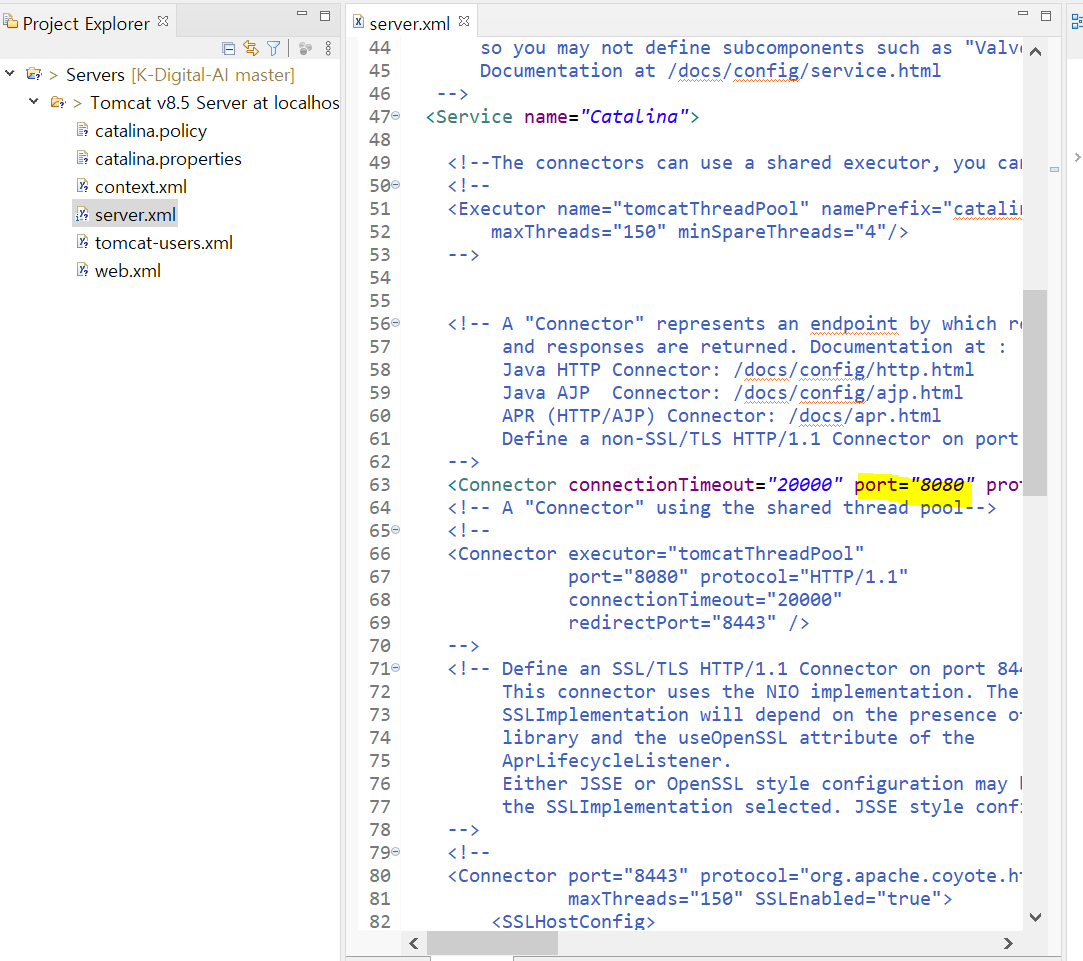 Project Explorer
Servers [K-Digital-AI master]
Tomcat v8.5 Server at localhos
catalina.policy
catalina.properties
context.xml
server.xml
tomcat-users.xml
web.xml
server.xml
44 so you may not define subcomponents such as "Valve
45 Documentation at /docs/config/service.html
46 -->
47 <Service name="Catalina">
48
49 <!--The connectors can use a shared executor, you can
50 <!--
51 <Executor name="tomcatThreadPool" namePrefix="catalin
52 maxThreads="150" minSpareThreads="4"/>
53 -->
54
55
56 <!-- A "Connector" represents an endpoint by which re
57 and responses are returned. Documentation at :
58 Java HTTP Connector: /docs/config/http.html
59 Java AJP  Connector: /docs/config/ajp.html
60 APR (HTTP/AJP) Connector: /docs/apr.html
61 Define a non-SSL/TLS HTTP/1.1 Connector on port
62 -->
63 <Connector connectionTimeout="20000" port="8080" prot
64 <!-- A "Connector" using the shared thread pool-->
65 <!--
66 <Connector executor="tomcatThreadPool"
67 port="8080" protocol="HTTP/1.1"
68 connectionTimeout="20000"
69 redirectPort="8443" />
70 -->
71 <!-- Define an SSL/TLS HTTP/1.1 Connector on port 844
72 This connector uses the NIO implementation. The
73 SSLImplementation will depend on the presence of
74 library and the useOpenSSL attribute of the
75 AprLifecycleListener.
76 Either JSSE or OpenSSL style configuration may
77 the SSLImplementation selected. JSSE style conf
78 -->
79 <!--
80 <Connector port="8443" protocol="org.apache.coyote.ht
81 maxThreads="150" SSLEnabled="true">
82 <SSLHostConfig>